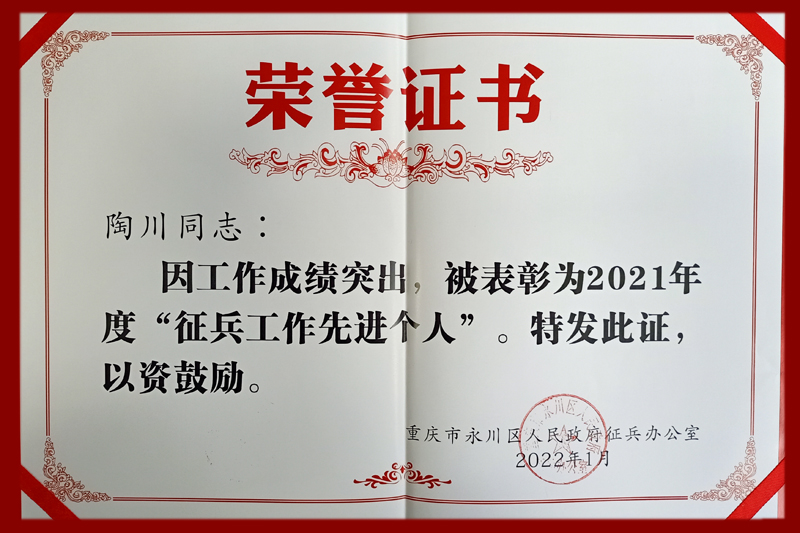 荣誉证书
陶川同志：
因工作成绩突出，被表彰为2021年
度“征兵工作先进个人”。特发此证，
以资鼓励。
重庆市永川区人民政府征兵办公室
2022年1月